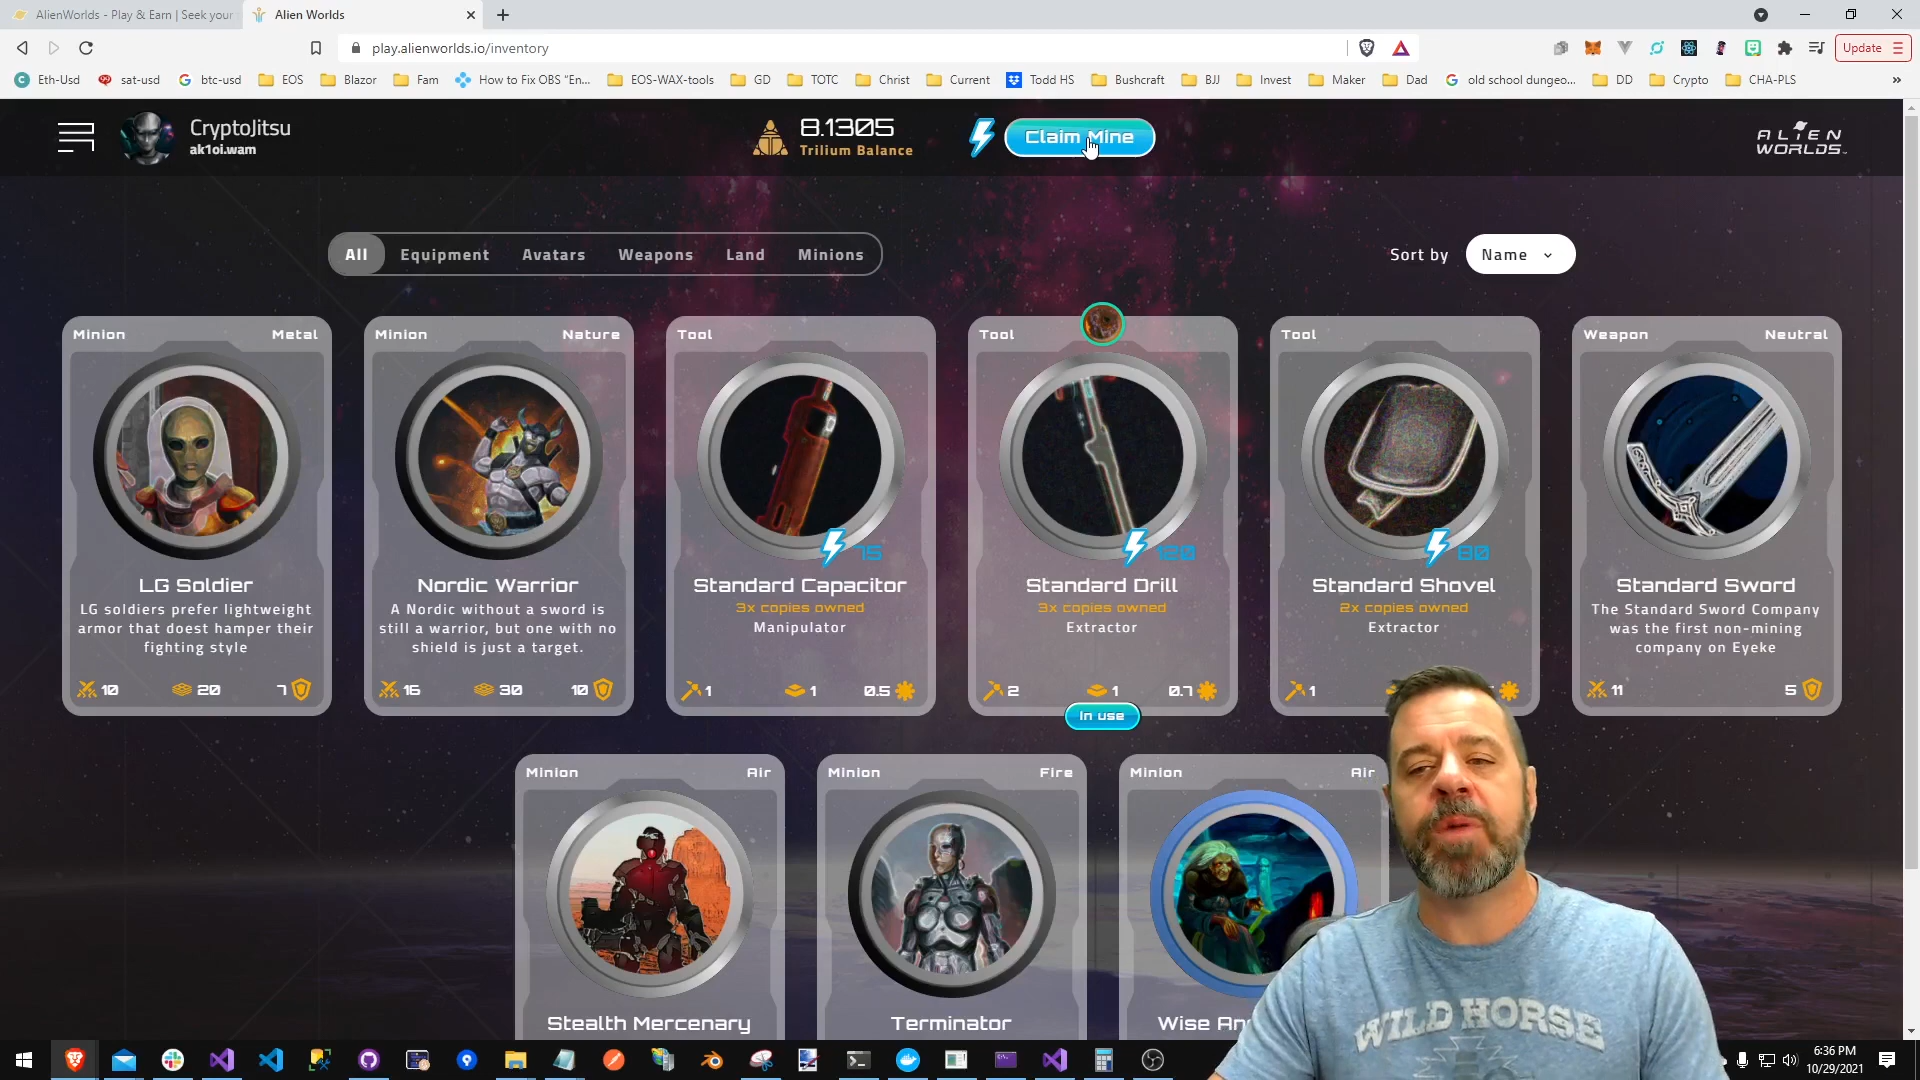 AlienWorlds - Play & Earn | Seek your
Alien Worlds
play.alienworlds.io/inventory
Update
Eth-Usd
sat-usd
btc-usd
EOS
Blazor
Fam
How to Fix OBS "En...
EOS-WAX-tools
GD
TOTC
Christ
Current
Todd HS
Bushcraft
BJJ
Invest
Maker
Dad
old school dungeo...
DD
Crypto
CHA-PLS
CryptoJitsu
ak1oi.wam
8.1305
Trilium Balance
Claim Mine
ALIEN
WORLDS
All
Equipment
Avatars
Weapons
Land
Minions
Sort by
Name
Minion Metal
LG Soldier
LG soldiers prefer lightweight
armor that doest hamper their
fighting style
10 20 7
Minion Nature
Nordic Warrior
A Nordic without a sword is
still a warrior, but one with no
shield is just a target.
16 30 10
Tool
75
Standard Capacitor
3x copies owned
Manipulator
1 1 0.5
Tool
120
Standard Drill
3x copies owned
Extractor
2 1 0.7
In use
Tool
80
Standard Shovel
2x copies owned
Extractor
1
Weapon Neutral
Standard Sword
The Standard Sword Company
was the first non-mining
company on Eyeke
11 5
Minion Air
Stealth Mercenary
Minion Fire
Terminator
Minion Air
Wise
WILD HORSE
6:36 PM
10/29/2021